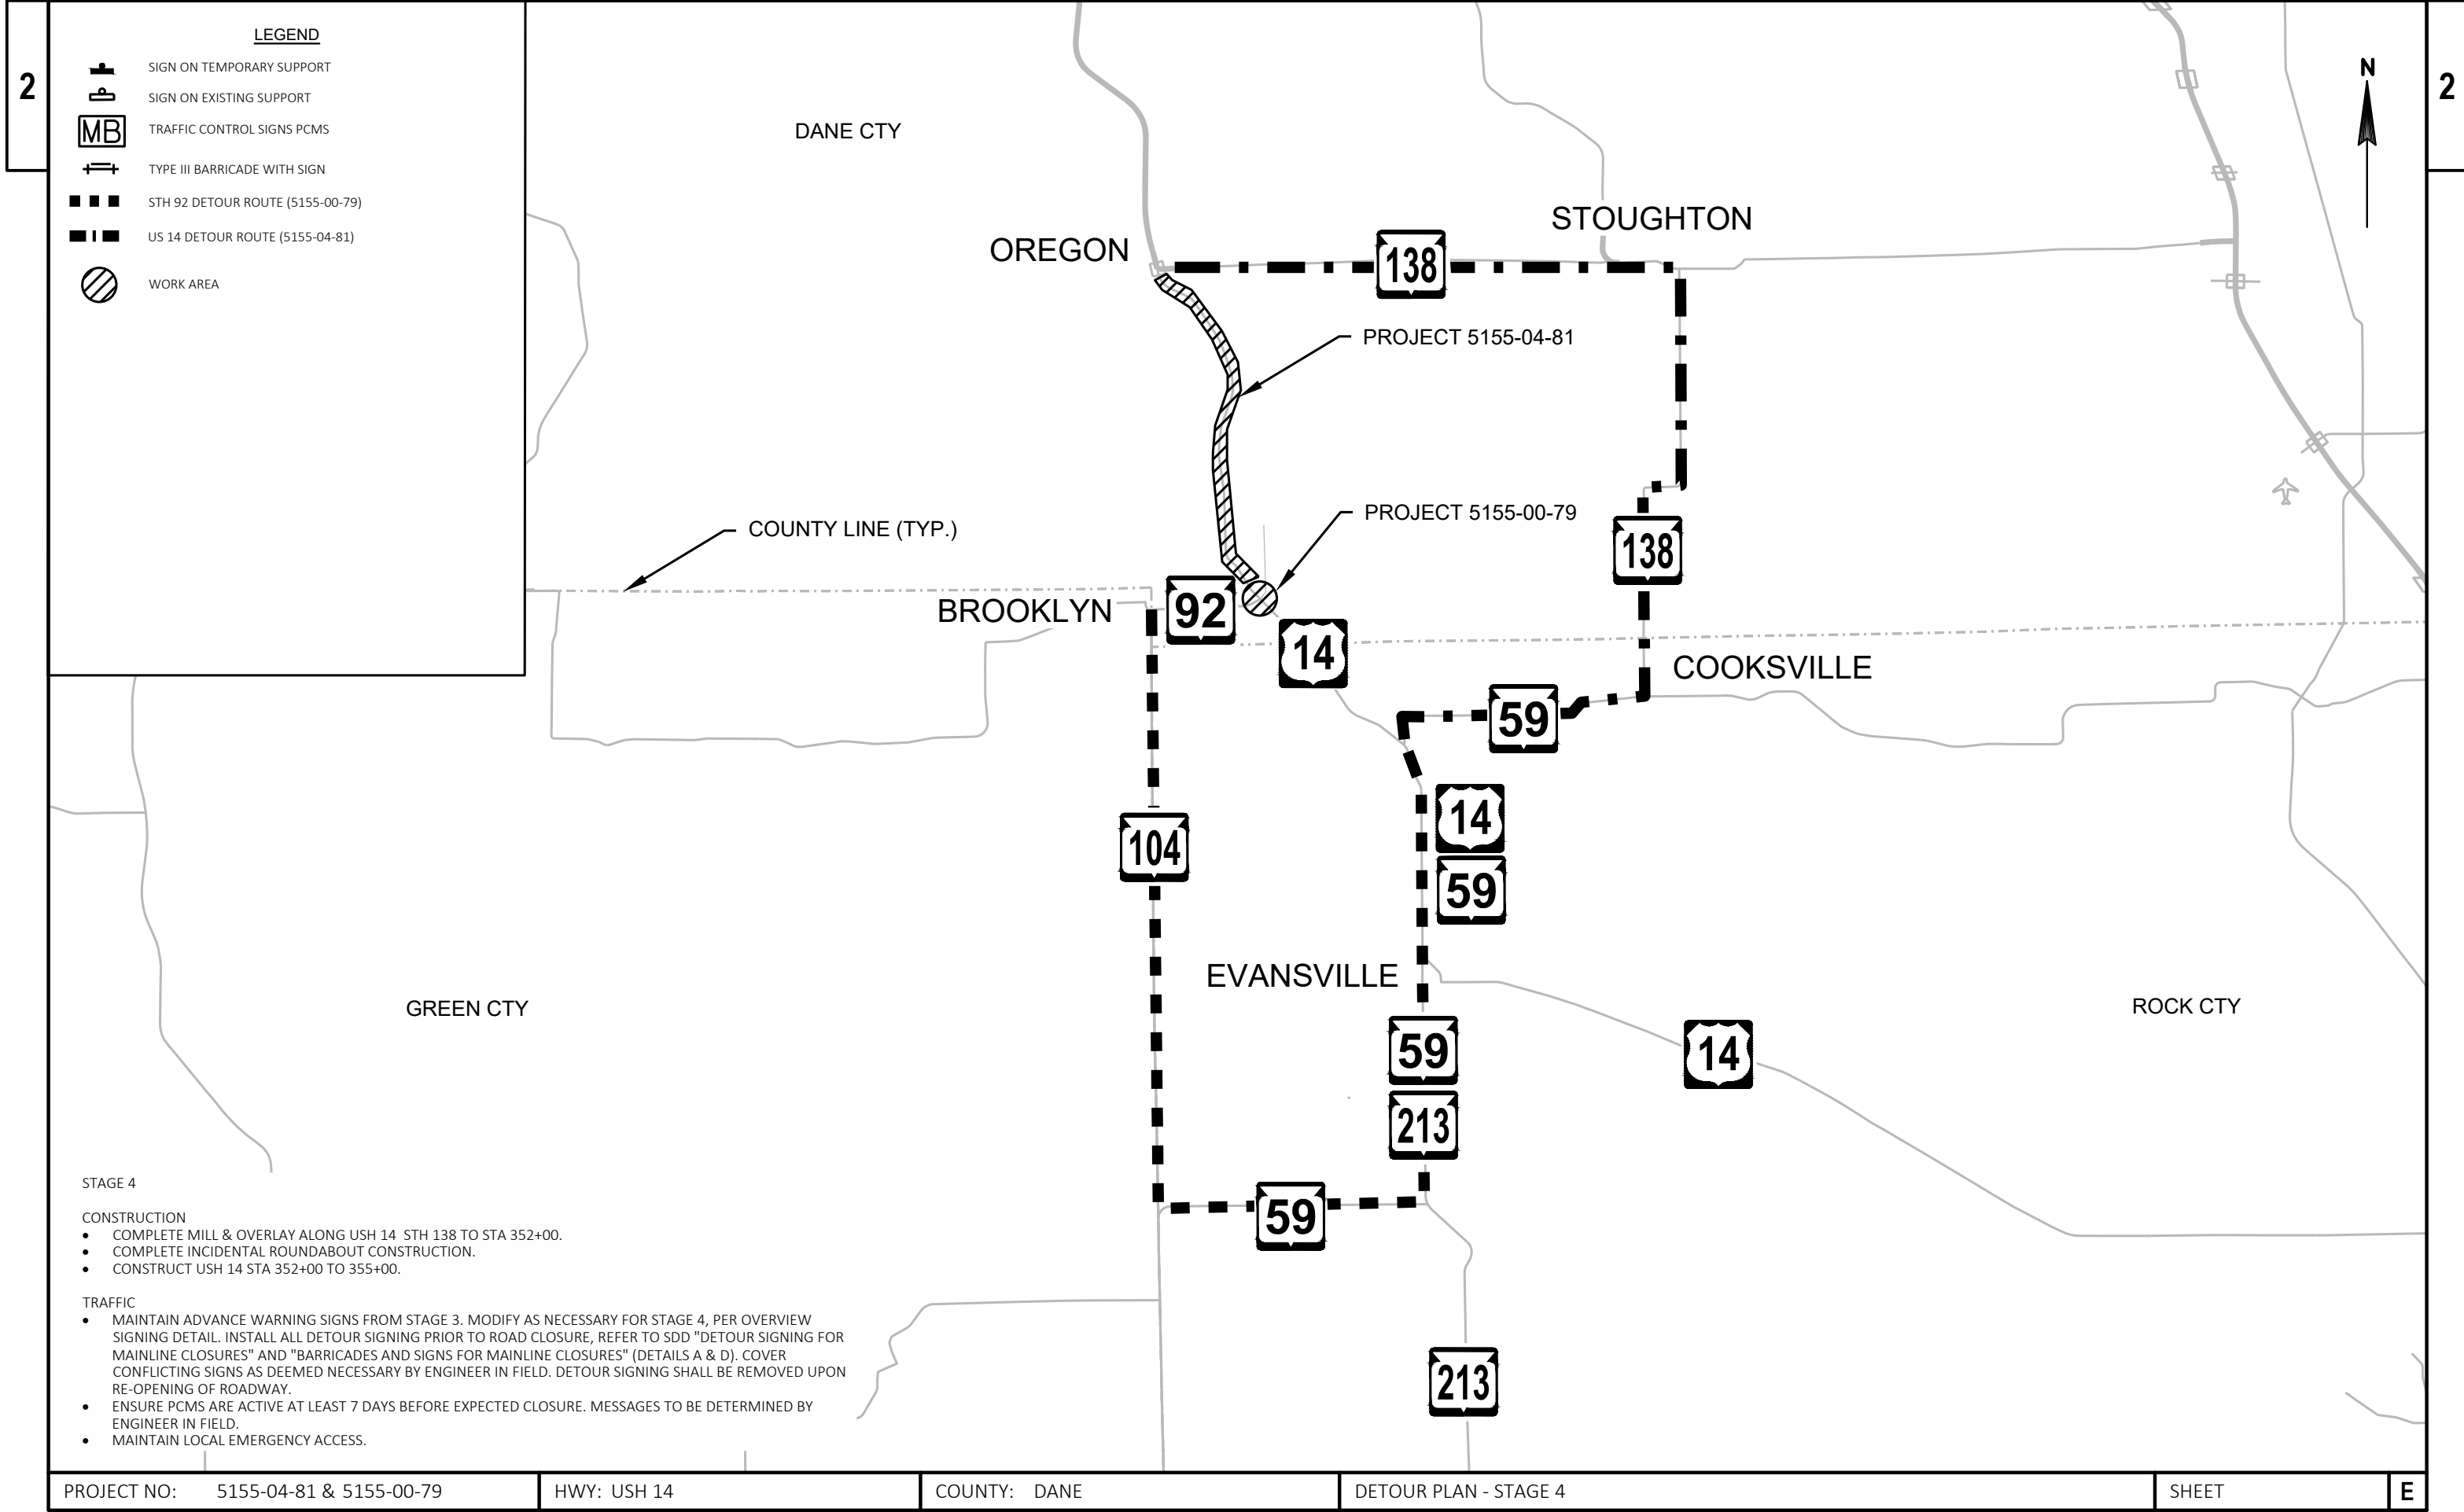 2
LEGEND
SIGN ON TEMPORARY SUPPORT
SIGN ON EXISTING SUPPORT
MB TRAFFIC CONTROL SIGNS PCMS
TYPE III BARRICADE WITH SIGN
STH 92 DETOUR ROUTE (5155-00-79)
US 14 DETOUR ROUTE (5155-04-81)
WORK AREA
N
2
DANE CTY
STOUGHTON
OREGON
138
PROJECT 5155-04-81
PROJECT 5155-00-79
COUNTY LINE (TYP.)
138
BROOKLYN
92
14
COOKSVILLE
59
14
104
59
EVANSVILLE
GREEN CTY
ROCK CTY
59
14
213
59
213
STAGE 4
CONSTRUCTION
• COMPLETE MILL & OVERLAY ALONG USH 14 STH 138 TO STA 352+00.
• COMPLETE INCIDENTAL ROUNDABOUT CONSTRUCTION.
• CONSTRUCT USH 14 STA 352+00 TO 355+00.
TRAFFIC
• MAINTAIN ADVANCE WARNING SIGNS FROM STAGE 3. MODIFY AS NECESSARY FOR STAGE 4, PER OVERVIEW
SIGNING DETAIL. INSTALL ALL DETOUR SIGNING PRIOR TO ROAD CLOSURE, REFER TO SDD "DETOUR SIGNING FOR
MAINLINE CLOSURES" AND "BARRICADES AND SIGNS FOR MAINLINE CLOSURES" (DETAILS A & D). COVER
CONFLICTING SIGNS AS DEEMED NECESSARY BY ENGINEER IN FIELD. DETOUR SIGNING SHALL BE REMOVED UPON
RE-OPENING OF ROADWAY.
• ENSURE PCMS ARE ACTIVE AT LEAST 7 DAYS BEFORE EXPECTED CLOSURE. MESSAGES TO BE DETERMINED BY
ENGINEER IN FIELD.
• MAINTAIN LOCAL EMERGENCY ACCESS.
PROJECT NO: 5155-04-81 & 5155-00-79
HWY: USH 14
COUNTY: DANE
DETOUR PLAN - STAGE 4
SHEET
E